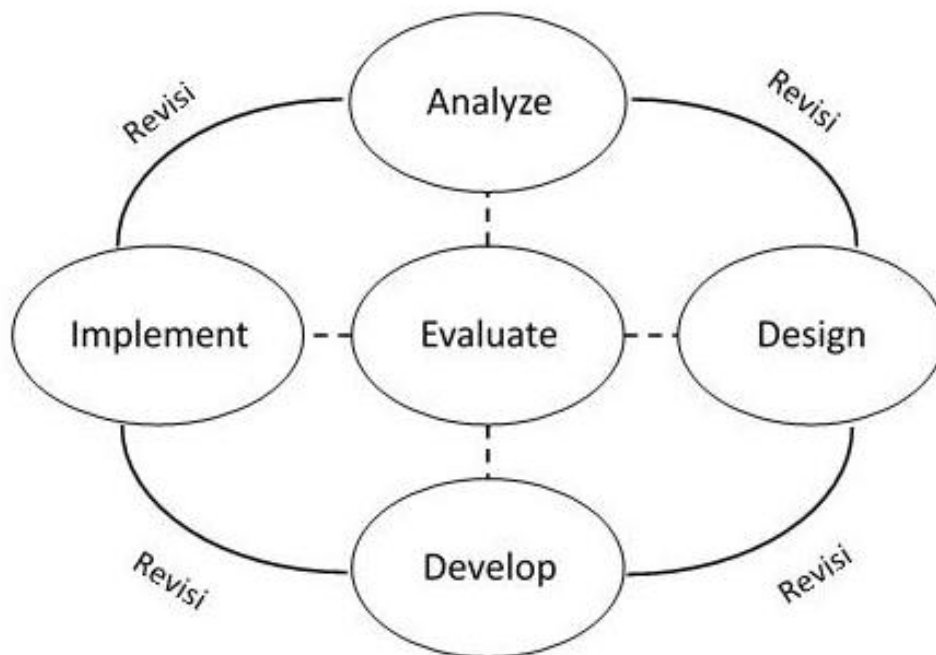 Analyze
Revisi
Revisi
Implement
Evaluate
Design
Develop
Revisi
Revisi